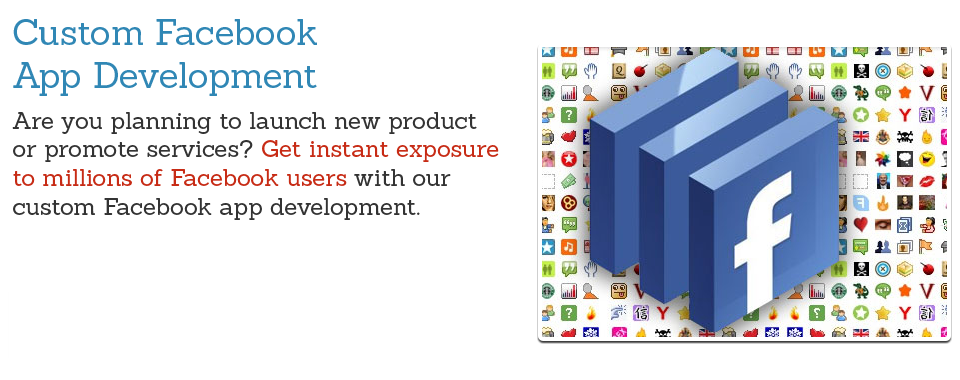 Custom Facebook
App Development
Are you planning to launch new product
or promote services? Get instant exposure
to millions of Facebook users with our
custom Facebook app development.
f